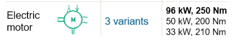 Electric
motor
M
3 variants
96 kW, 250 Nm
50 kW, 200 Nm
33 kW, 210 Nm